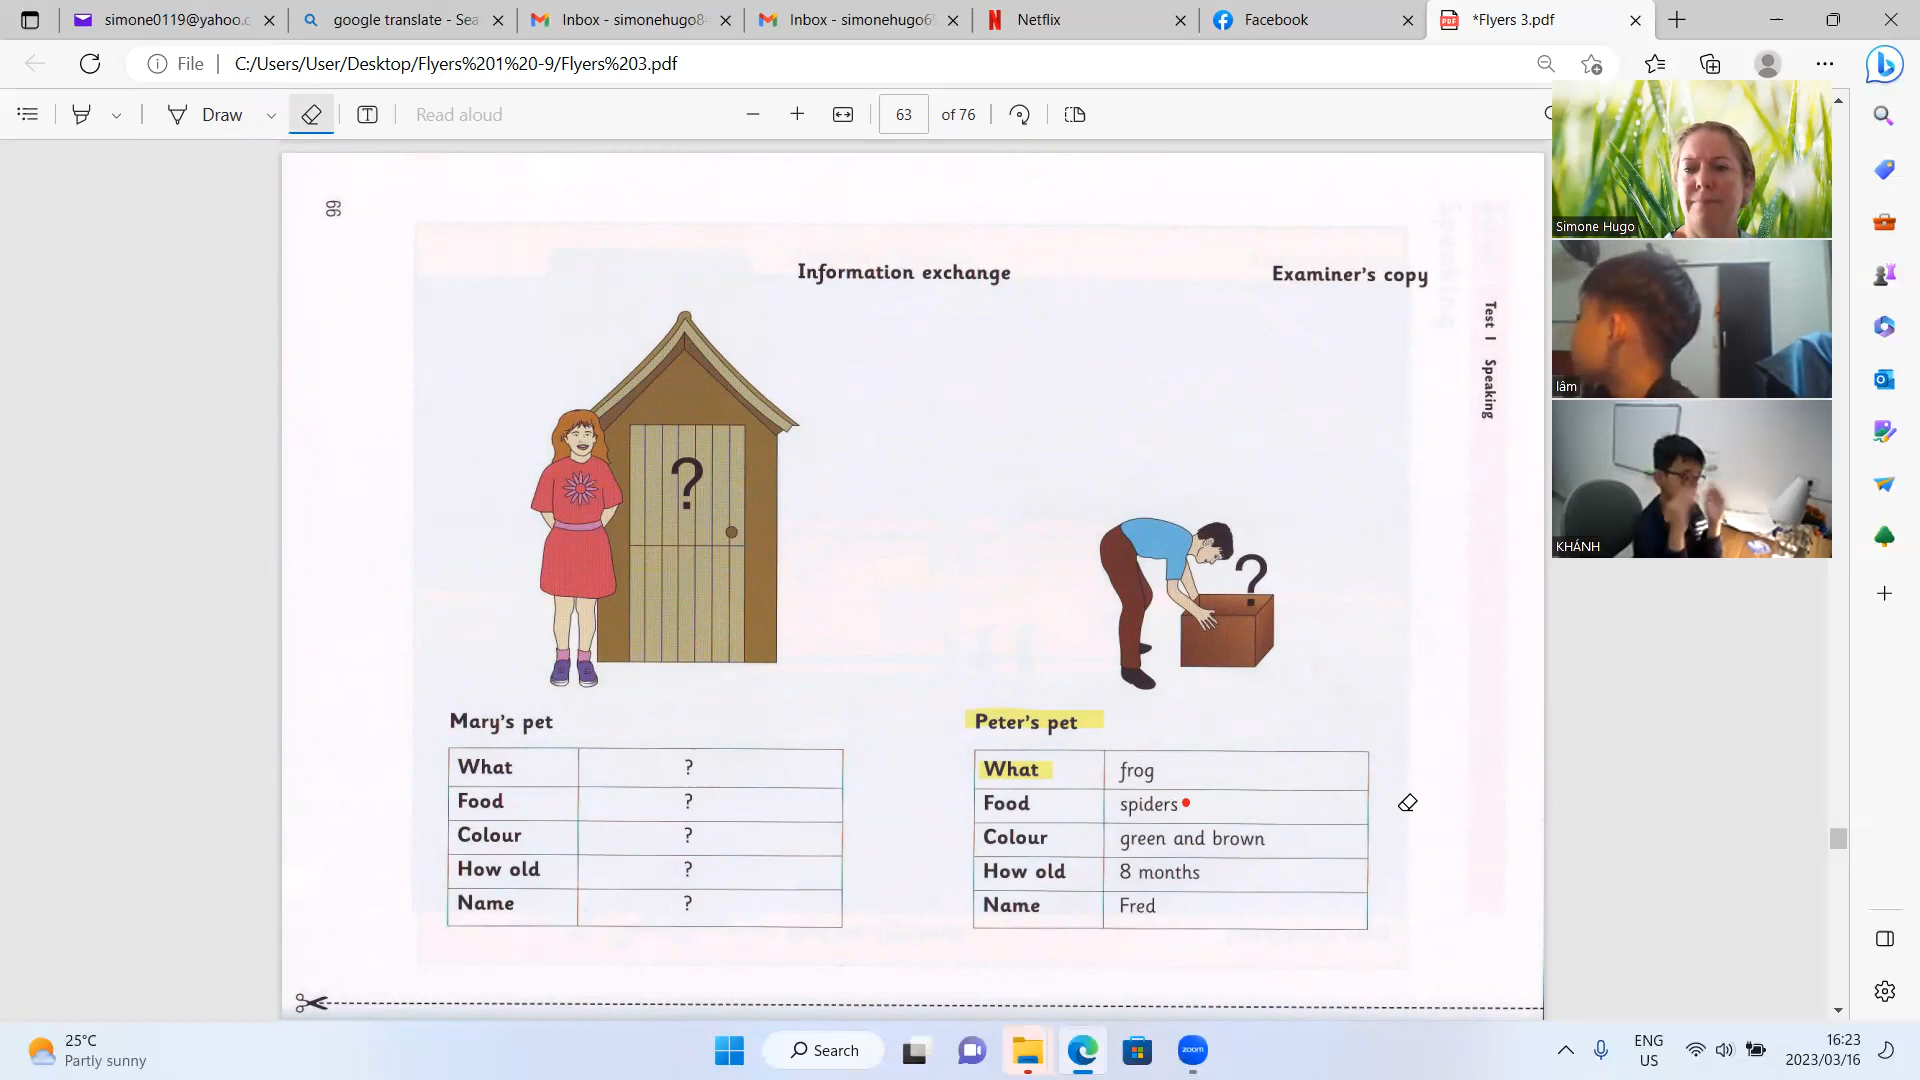 simone0119@yahoo.c
google translate - Sea
Inbox - simonehugo8
Inbox - simonehugo6
Netflix
Facebook
*Flyers 3.pdf
File
C:/Users/User/Desktop/Flyers%201%20-9/Flyers%203.pdf
Draw
Read aloud
63
of 76
66
Information exchange
Examiner's copy
Test 1 Speaking
?
?
Mary's pet
What ?
Food ?
Colour ?
How old ?
Name ?
Peter's pet
What frog
Food spiders
Colour green and brown
How old 8 months
Name Fred
Simone Hugo
lâm
KHÁNH
25°C
Partly sunny
Search
zoom
ENG
US
16:23
2023/03/16